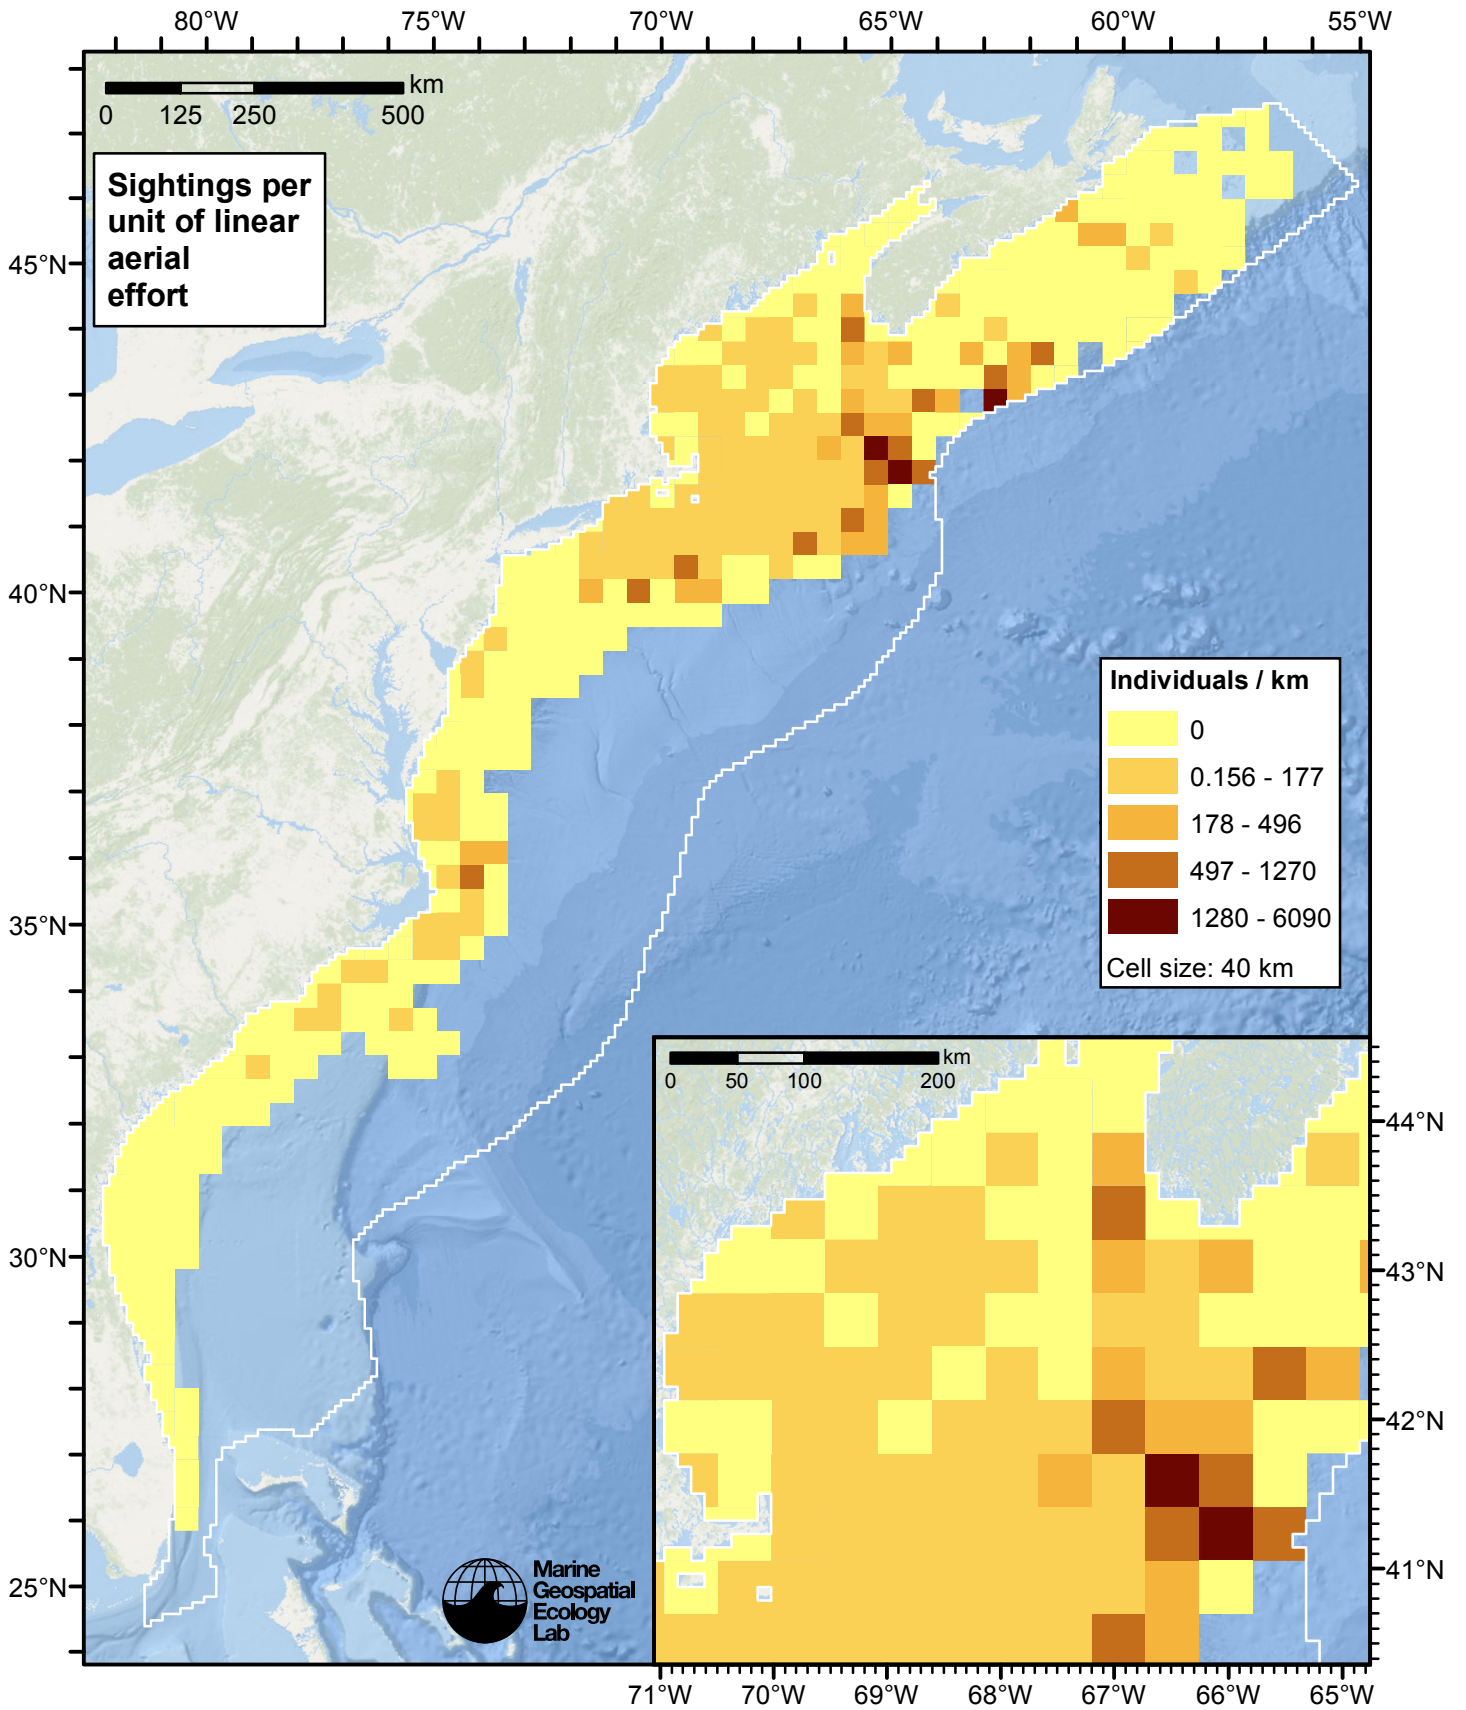 80°W 75°W 70°W 65°W 60°W 55°W
km
0 125 250 500
Sightings per
unit of linear
aerial
effort
45°N
40°N
35°N
30°N
25°N
Individuals / km
0
0.156 - 177
178 - 496
497 - 1270
1280 - 6090
Cell size: 40 km
km
0 50 100 200
44°N
43°N
42°N
41°N
Marine
Geospatial
Ecology
Lab
71°W 70°W 69°W 68°W 67°W 66°W 65°W